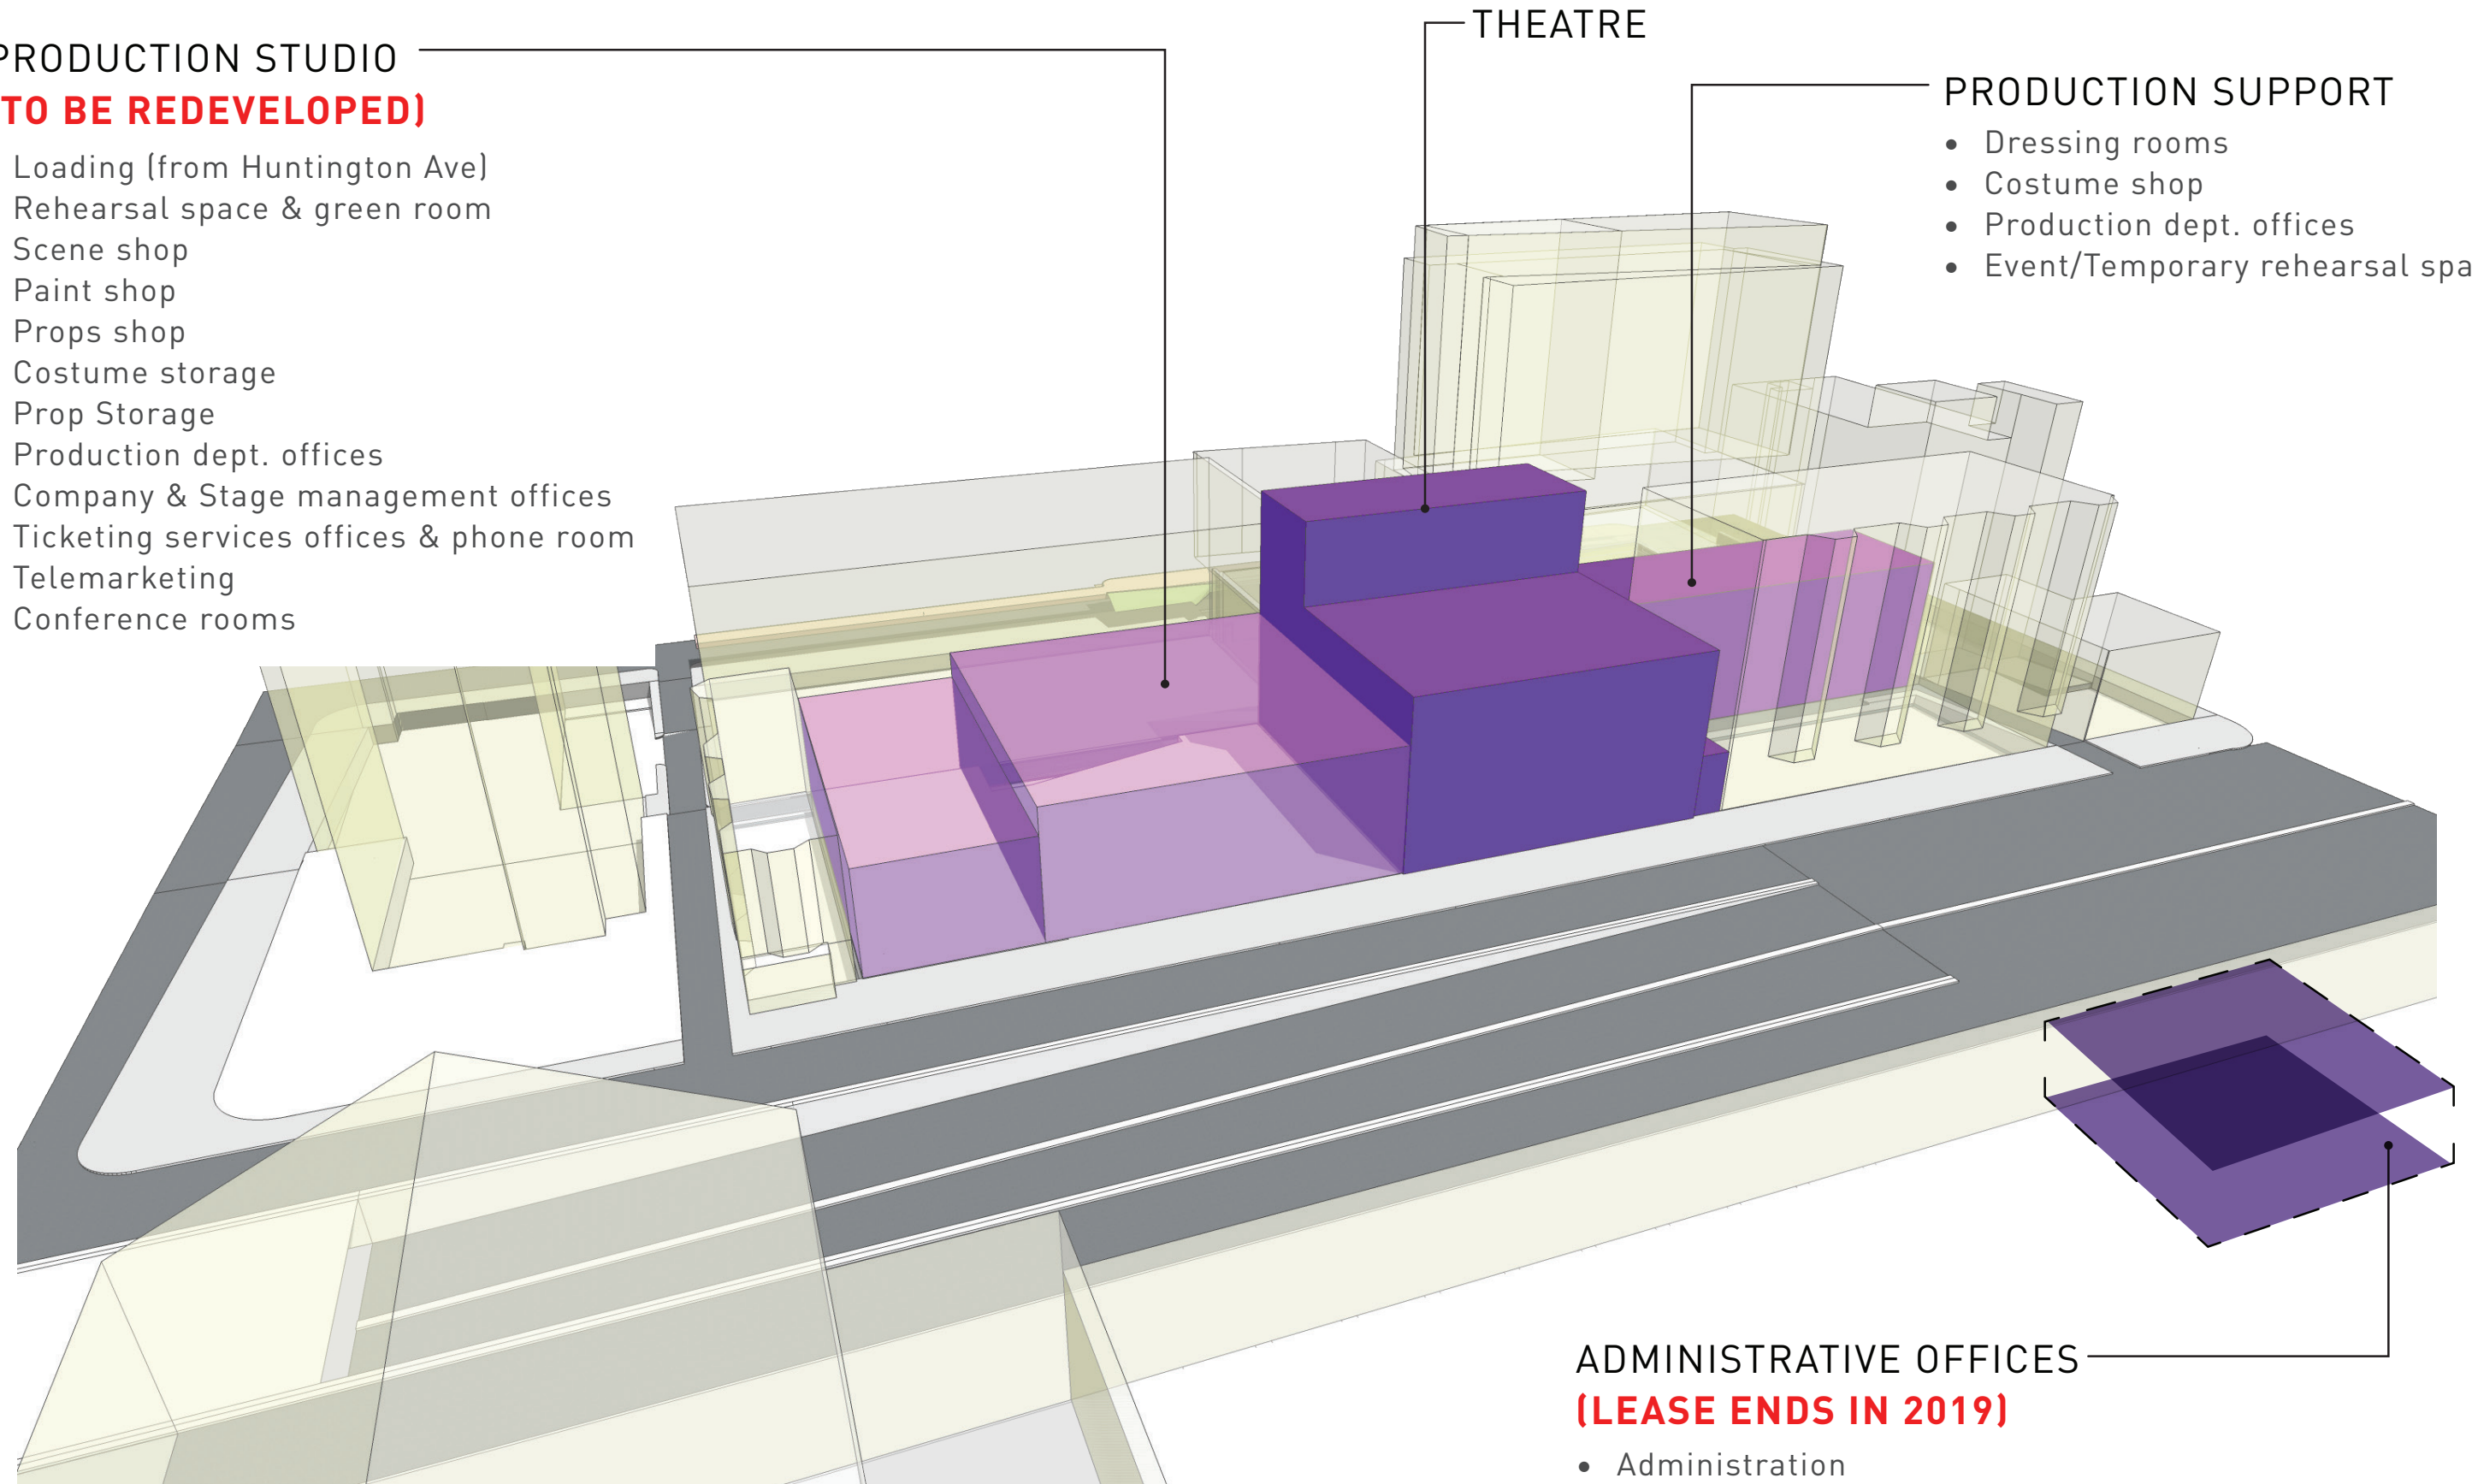 PRODUCTION STUDIO
TO BE REDEVELOPED)
Loading (from Huntington Ave)
Rehearsal space & green room
Scene shop
Paint shop
Props shop
Costume storage
Prop Storage
Production dept. offices
Company & Stage management offices
Ticketing services offices & phone room
Telemarketing
Conference rooms
THEATRE
PRODUCTION SUPPORT
• Dressing rooms
• Costume shop
• Production dept. offices
• Event/Temporary rehearsal spa
ADMINISTRATIVE OFFICES
(LEASE ENDS IN 2019)
• Administration